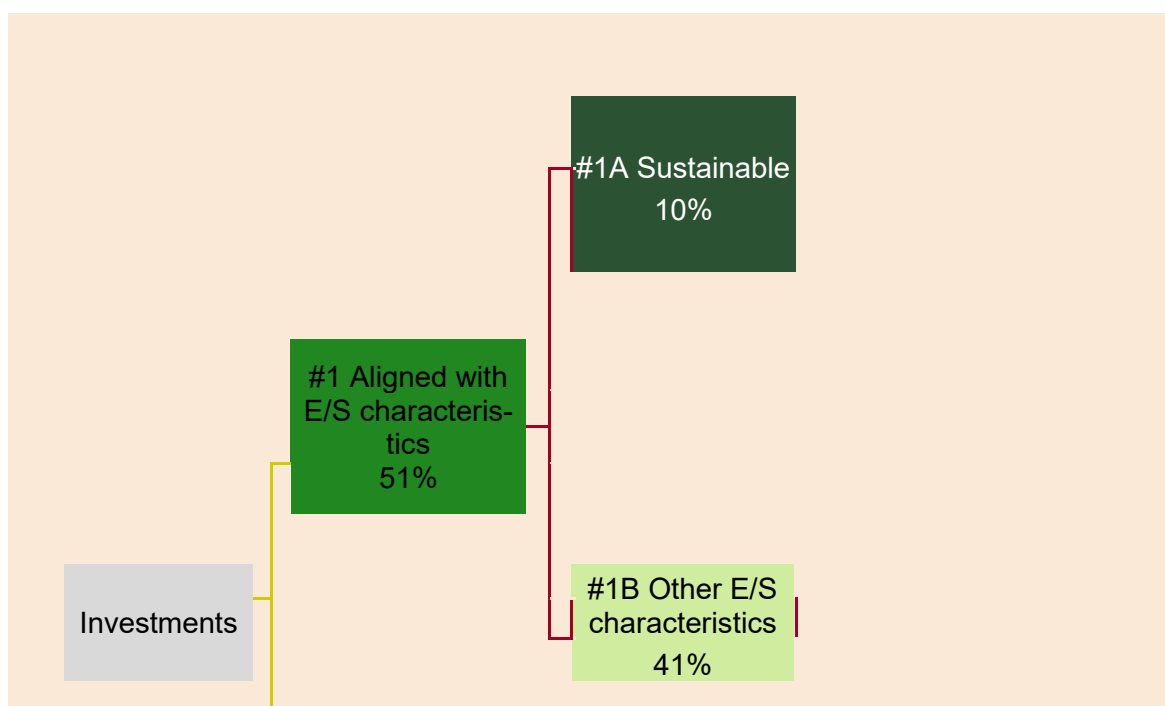 #1A Sustainable
10%
#1 Aligned with
E/S characteris-
tics
51%
Investments
#1B Other E/S
characteristics
41%